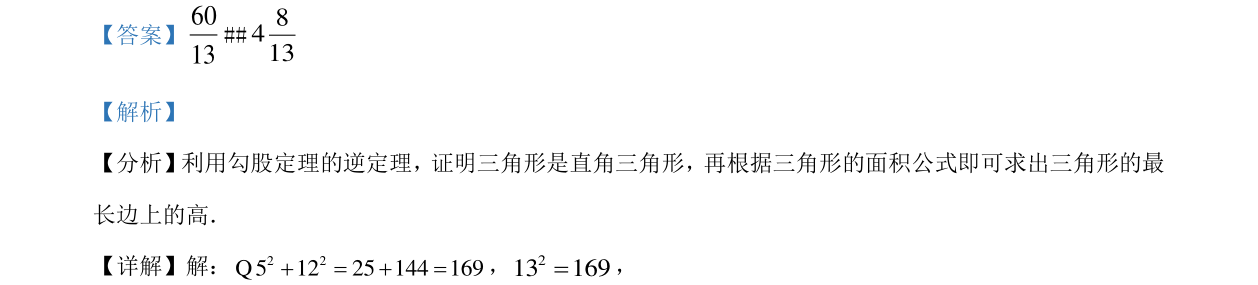 【答案】60/13##4 8/13
【解析】
【分析】利用勾股定理的逆定理，证明三角形是直角三角形，再根据三角形的面积公式即可求出三角形的最
长边上的高．
【详解】解：Q5²+12²=25+144=169，13²=169，